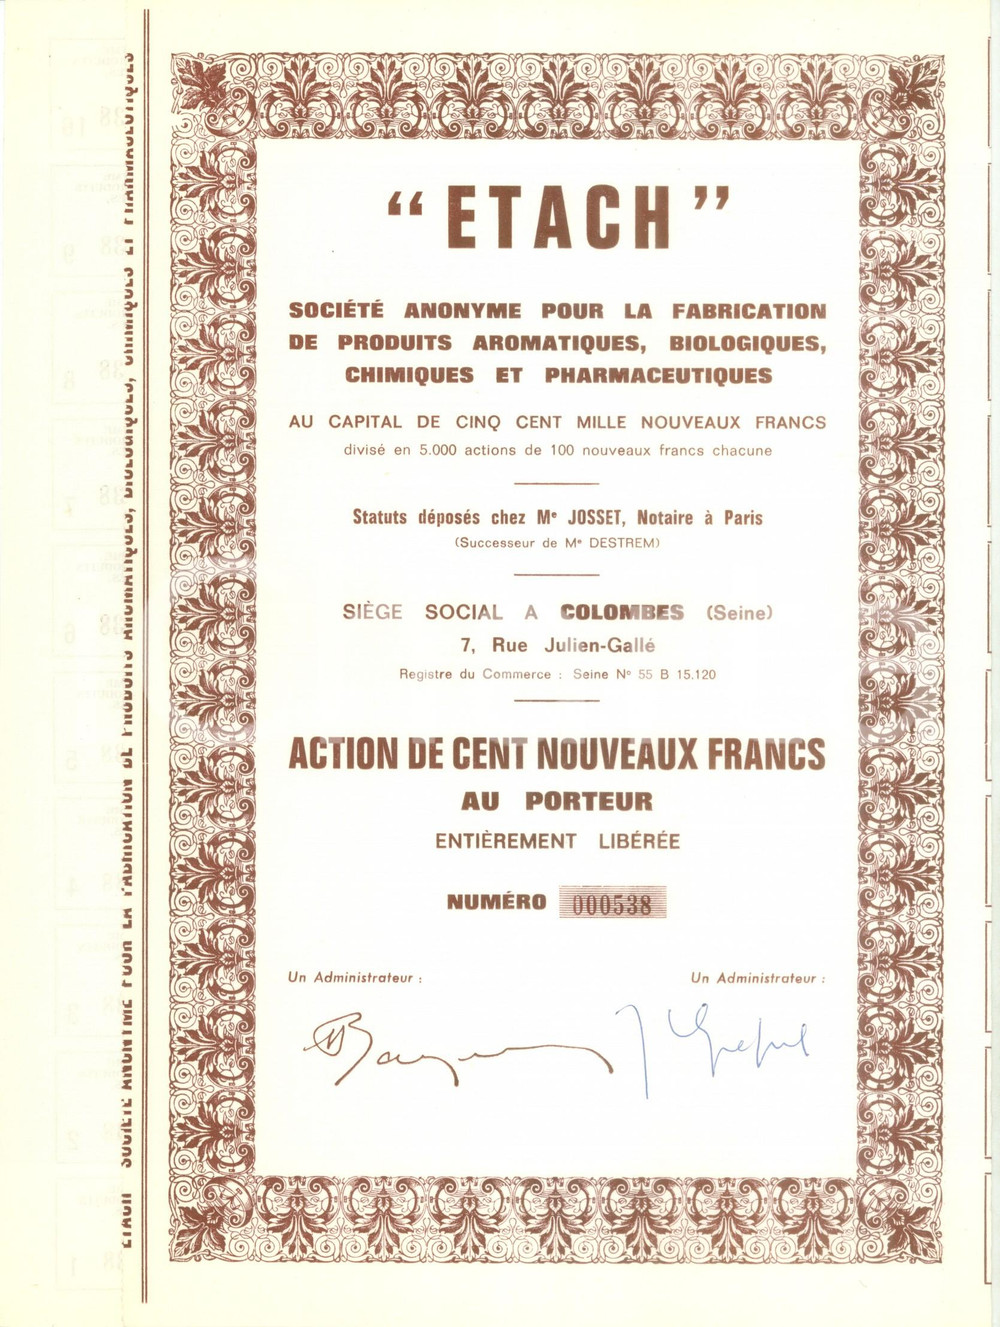 "ETACH"
SOCIÉTÉ ANONYME POUR LA FABRICATION
DE PRODUITS AROMATIQUES, BIOLOGIQUES,
CHIMIQUES ET PHARMACEUTIQUES
AU CAPITAL DE CINQ CENT MILLE NOUVEAUX FRANCS
divisé en 5.000 actions de 100 nouveaux francs chacune
Statuts déposés chez Mᵉ JOSSET, Notaire à Paris
(Successeur de Mᵉ DESTREM)
SIÈGE SOCIAL A COLOMBES (Seine)
7, Rue Julien-Gallé
Registre du Commerce : Seine Nº 55 B 15.120
ACTION DE CENT NOUVEAUX FRANCS
AU PORTEUR
ENTIÈREMENT LIBÉRÉE
NUMÉRO 000538
Un Administrateur :
Un Administrateur :
ETACH SOCIÉTÉ ANONYME POUR LA FABRICATION DE PRODUITS AROMATIQUES, BIOLOGIQUES, CHIMIQUES ET PHARMACEUTIQUES